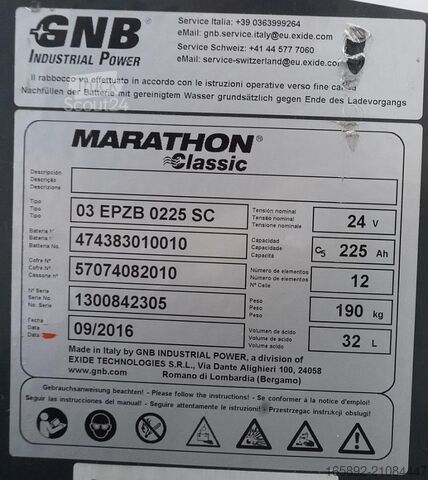 GNB®
INDUSTRIAL POWER
Service Italia: +39 0363999264
eMail: gnb.service.italy@eu.exide.com
Service Schweiz: +41 44 577 7060
eMail: service-switzerland@eu.exide.com
Il rabbocco va effettuato in accordo con le istruzioni operative verso fine carica
Nachfüllen der Batterie mit gereinigtem Wasser grundsätzlich gegen Ende des Ladevorgangs
Scout24
MARATHON®
Classic
Descripción
Descrição
Descrizione
Tipo
Tipo
Tipo
03 EPZB 0225 SC
Tensión nominal
Tensão nominal
Tensione nominale
24 V
Batería N°
Bateria N°
Batteria No.
474383010010
Capacidad
Capacidade
Capacità
C5 225 Ah
Cofre N°
Cofre N°
Cassone n°
57074082010
Número de elementos
Número de elementos
N° Celle
12
N° Serie
N° Serie
No. Serie
1300842305
Peso
Peso
Peso
190 kg
Fecha
Data
Data
09/2016
Volumen de ácido
Volume de ácido
Volume acido
32 L
Made in Italy by GNB INDUSTRIAL POWER, a division of
EXIDE TECHNOLOGIES S.R.L., Via Dante Alighieri 100, 24058
www.gnb.com Romano di Lombardia (Bergamo)
Gebrauchsanweisung beachten! - Please follow the instructions! - Se conformer à la notice d'emploi!
Seguir las instrucciones del manual! - Seguire attentamente le istruzioni! - Przestrzegac instrukcji obslugi!
165892-21084447